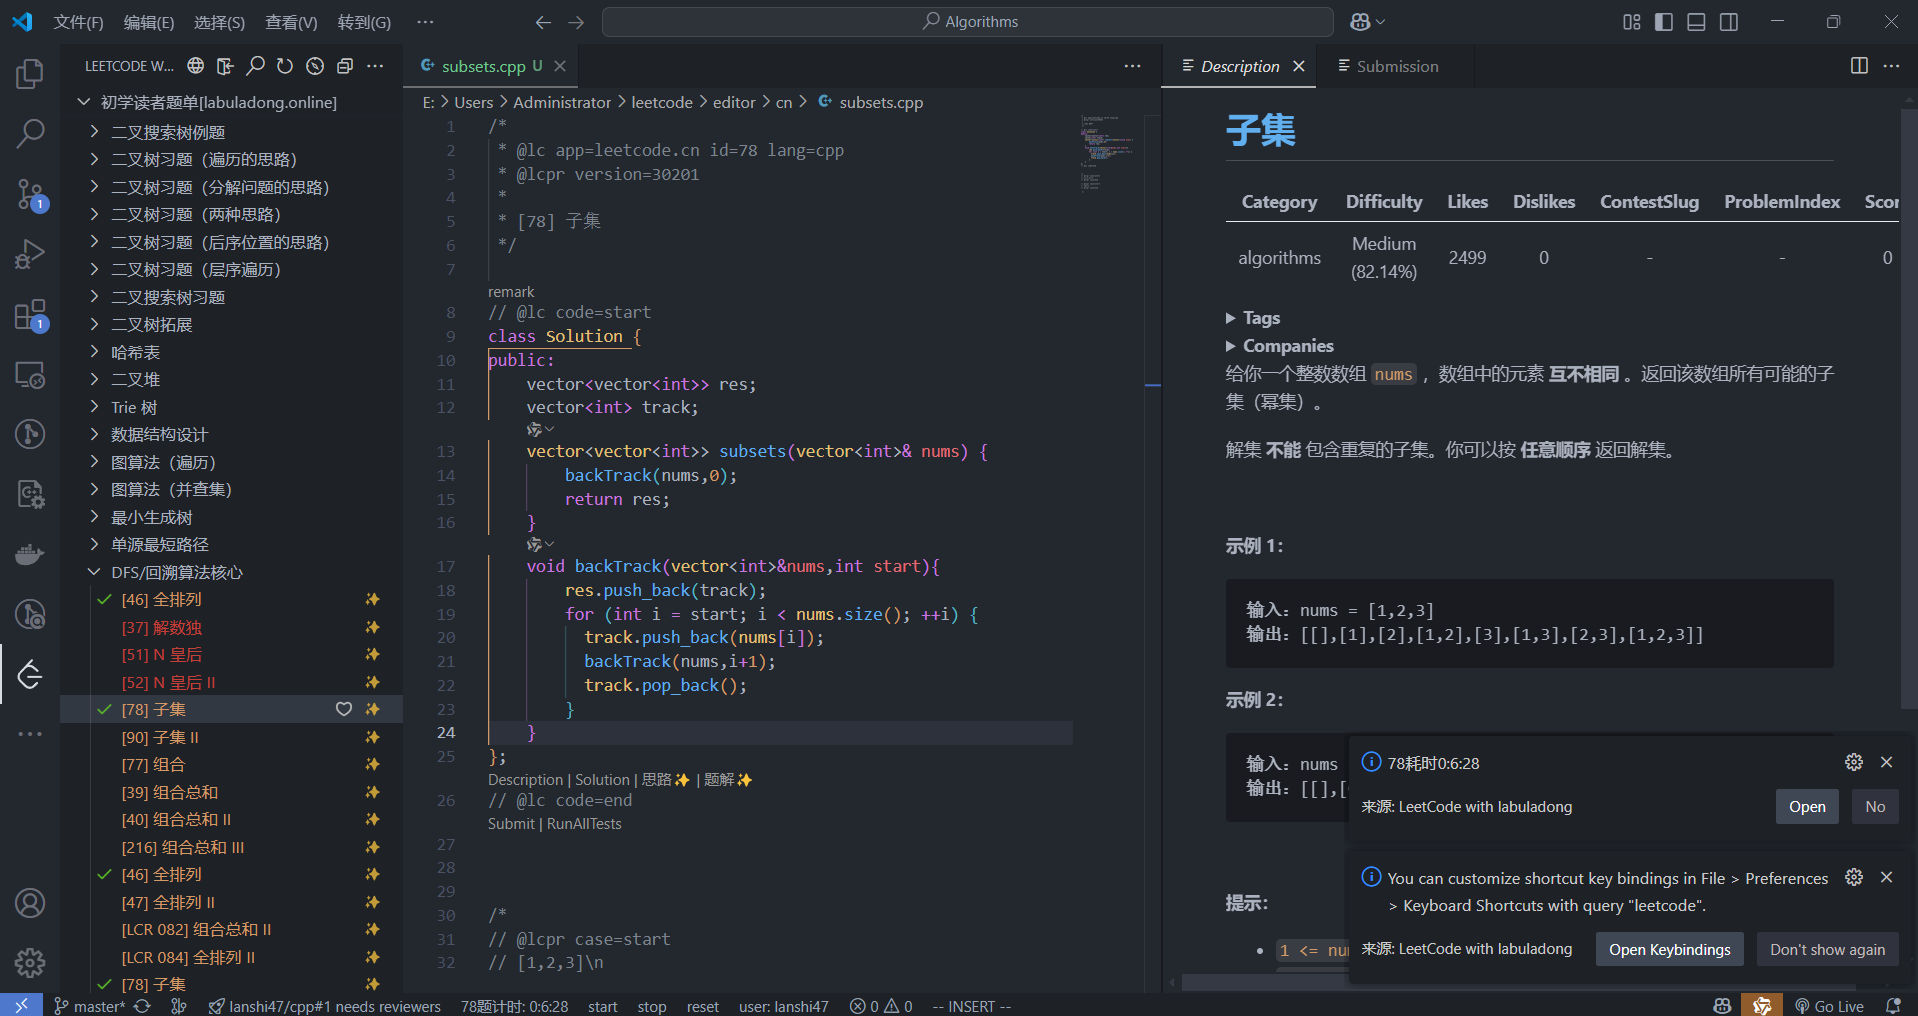 文件(F) 编辑(E) 选择(S) 查看(V) 转到(G) ··· Algorithms
LEETCODE W... ···
初学读者题单[labuladong.online]
二叉搜索树例题
二叉树习题（遍历的思路）
二叉树习题（分解问题的思路）
二叉树习题（两种思路）
二叉树习题（后序位置的思路）
二叉树习题（层序遍历）
二叉搜索树习题
二叉树拓展
哈希表
二叉堆
Trie 树
数据结构设计
图算法（遍历）
图算法（并查集）
最小生成树
单源最短路径
DFS/回溯算法核心
[46] 全排列
[37] 解数独
[51] N 皇后
[52] N 皇后 II
[78] 子集
[90] 子集 II
[77] 组合
[39] 组合总和
[40] 组合总和 II
[216] 组合总和 III
[46] 全排列
[47] 全排列 II
[LCR 082] 组合总和 II
[LCR 084] 全排列 II
[78] 子集
1
1
subsets.cpp U
E: > Users > Administrator > leetcode > editor > cn > subsets.cpp
1 /*
2 * @lc app=leetcode.cn id=78 lang=cpp
3 * @lcpr version=30201
4 *
5 * [78] 子集
6 */
7
remark
8 // @lc code=start
9 class Solution {
10 public:
11 vector<vector<int>> res;
12 vector<int> track;
13 vector<vector<int>> subsets(vector<int>& nums) {
14 backTrack(nums,0);
15 return res;
16 }
17 void backTrack(vector<int>&nums,int start){
18 res.push_back(track);
19 for (int i = start; i < nums.size(); ++i) {
20 track.push_back(nums[i]);
21 backTrack(nums,i+1);
22 track.pop_back();
23 }
24 }
25 };
Description | Solution | 思路✨ | 题解✨
26 // @lc code=end
Submit | RunAllTests
27
28
29
30 /*
31 // @lcpr case=start
32 // [1,2,3]\n
Description Submission
子集
Category Difficulty Likes Dislikes ContestSlug ProblemIndex Scor
algorithms Medium (82.14%) 2499 0 - - 0
Tags
Companies
给你一个整数数组 nums ，数组中的元素 互不相同 。返回该数组所有可能的子
集（幂集）。
解集 不能 包含重复的子集。你可以按 任意顺序 返回解集。
示例 1：
输入：nums = [1,2,3]
输出：[[],[1],[2],[1,2],[3],[1,3],[2,3],[1,2,3]]
示例 2：
输入：nums
输出：[[],[
提示：
1 <= nu
78耗时0:6:28
来源: LeetCode with labuladong
Open No
You can customize shortcut key bindings in File > Preferences
> Keyboard Shortcuts with query "leetcode".
来源: LeetCode with labuladong
Open Keybindings Don't show again
master* lanshi47/cpp#1 needs reviewers 78题计时: 0:6:28 start stop reset user: lanshi47 0 0 -- INSERT -- Go Live